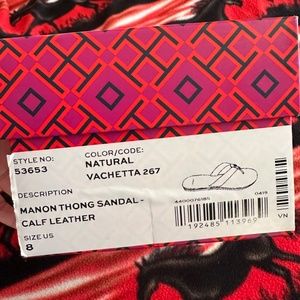 STYLE NO:
53653
COLOR/CODE:
NATURAL
VACHETTA 267
DESCRIPTION
MANON THONG SANDAL -
CALF LEATHER
SIZE US
8
4400076185
0419
192485 113969
VN